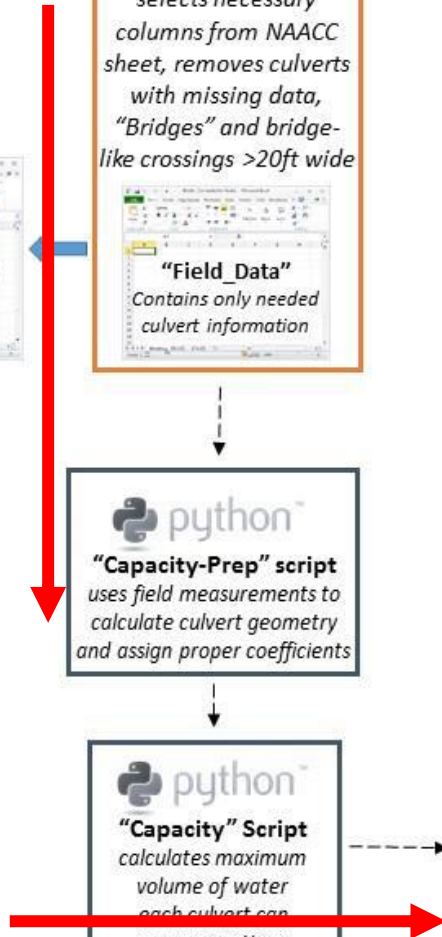 selects necessary
columns from NAACC
sheet, removes culverts
with missing data,
"Bridges" and bridge-
like crossings >20ft wide
"Field_Data"
Contains only needed
culvert information
python™
"Capacity-Prep" script
uses field measurements to
calculate culvert geometry
and assign proper coefficients
python™
"Capacity" Script
calculates maximum
volume of water
each culvert can